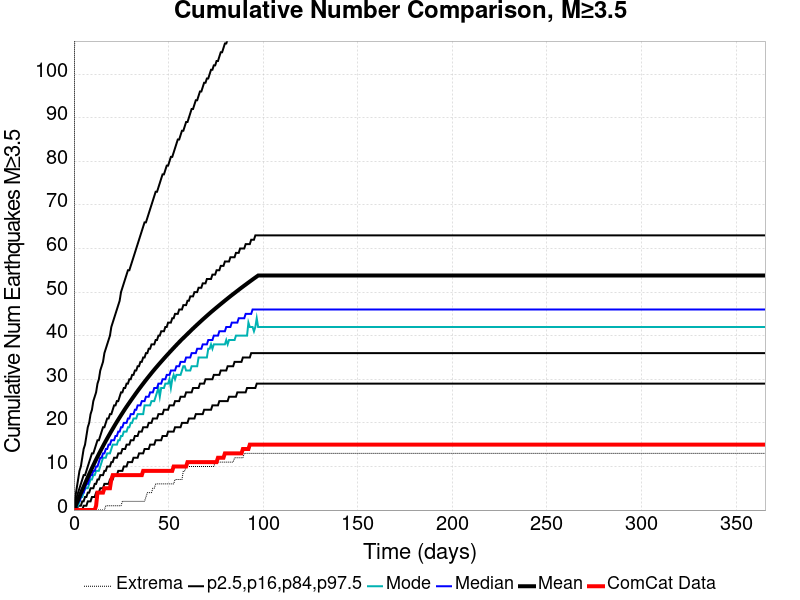 Cumulative Number Comparison, M≥3.5
Cumulative Num Earthquakes M≥3.5
100
90
80
70
60
50
40
30
20
10
0
0 50 100 150 200 250 300 350
Time (days)
Extrema p2.5,p16,p84,p97.5 Mode Median Mean ComCat Data